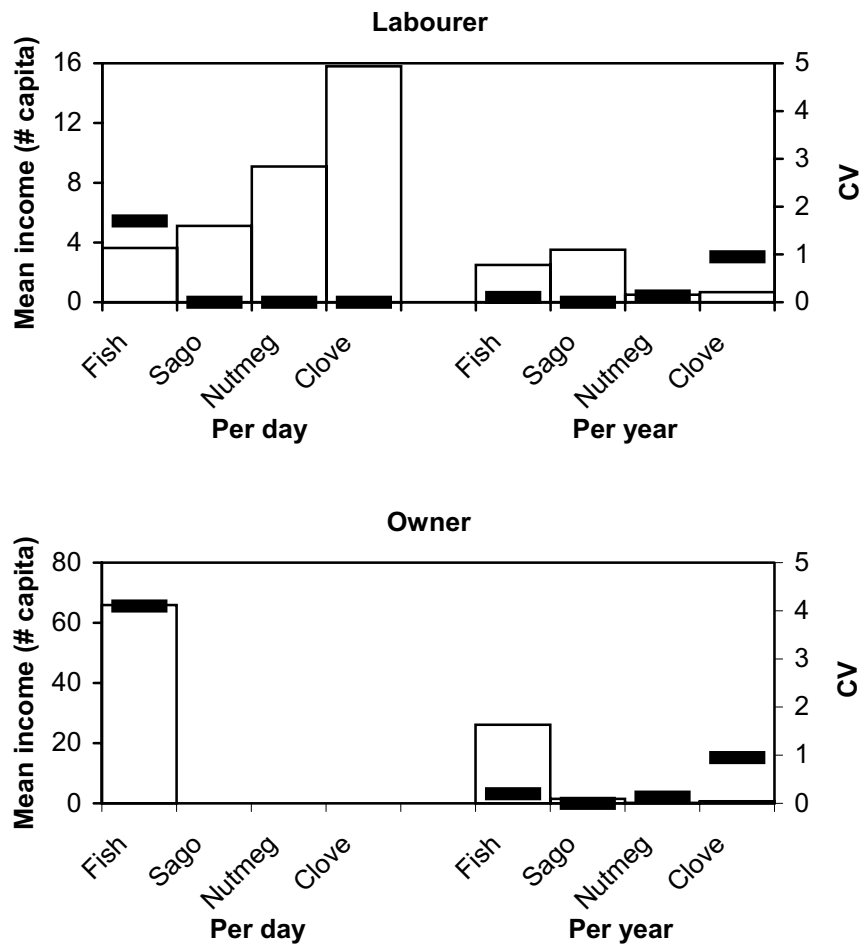 Labourer
Mean income (# capita)
16
12
8
4
0
5
4
3
2
1
0
CV
Fish
Sago
Nutmeg
Clove
Fish
Sago
Nutmeg
Clove
Per day
Per year
Owner
Mean income (# capita)
80
60
40
20
0
5
4
3
2
1
0
CV
Fish
Sago
Nutmeg
Clove
Fish
Sago
Nutmeg
Clove
Per day
Per year